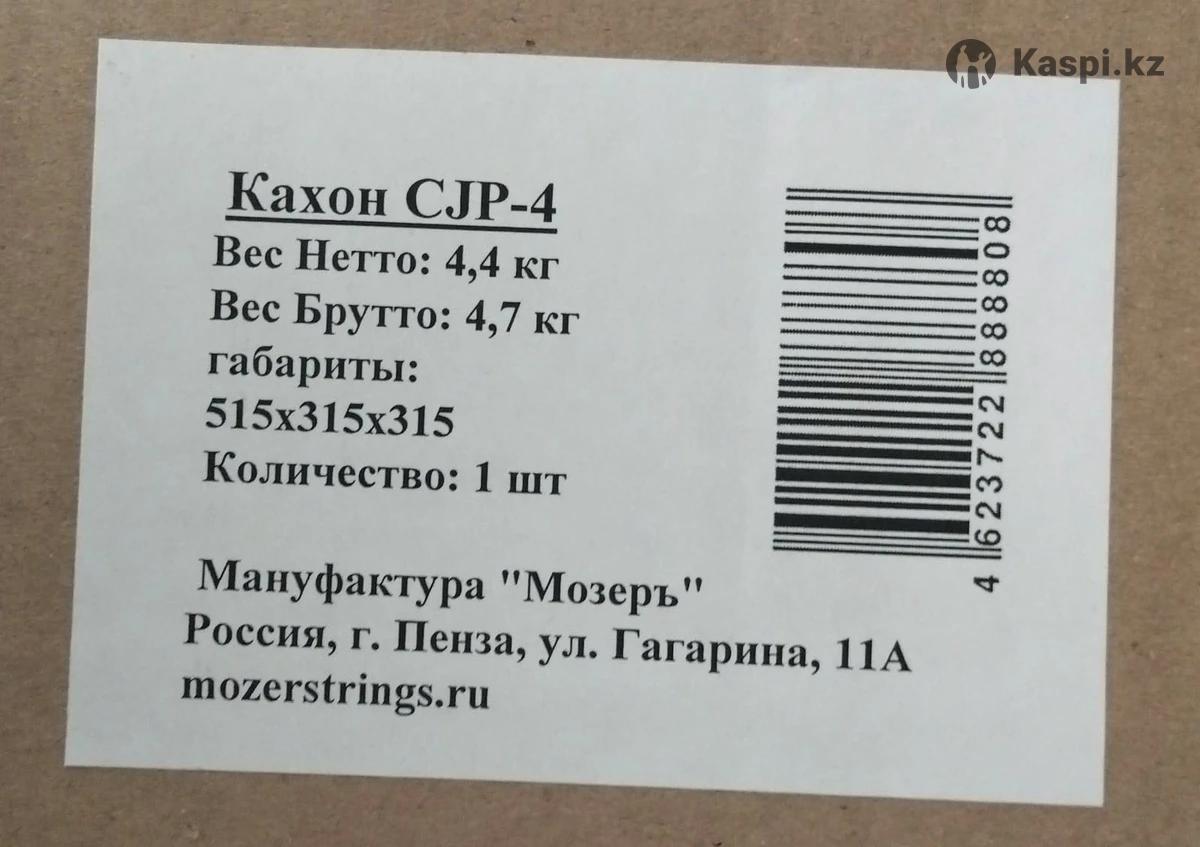 Kaspi.kz
Кахон CJP-4
Вес Нетто: 4,4 кг
Вес Брутто: 4,7 кг
габариты:
515х315х315
Количество: 1 шт
Мануфактура "Мозеръ"
Россия, г. Пенза, ул. Гагарина, 11А
mozerstrings.ru
4 623722 888808